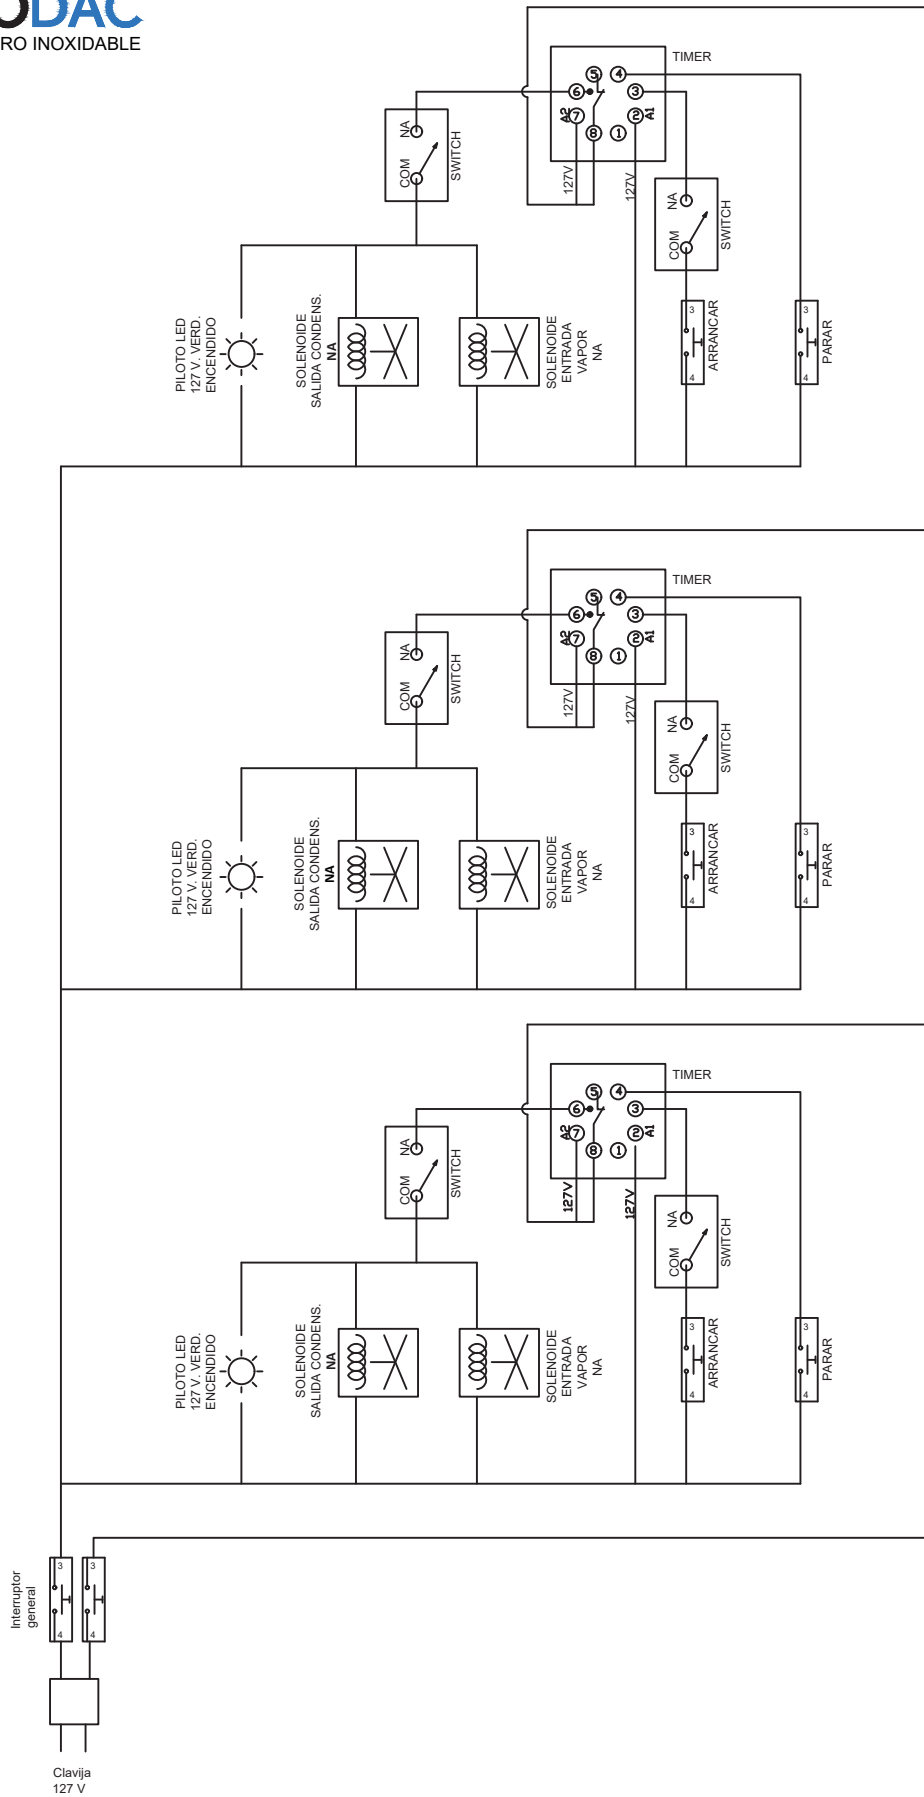 ODAC
RO INOXIDABLE
TIMER
5
4
6
3
A2
7
2
A1
8
1
127V
127V
NA
COM
SWITCH
NA
COM
SWITCH
PILOTO LED
127 V. VERD.
ENCENDIDO
SOLENOIDE
SALIDA CONDENS.
NA
SOLENOIDE
ENTRADA
VAPOR
NA
3
4
ARRANCAR
3
4
PARAR
TIMER
5
4
6
3
A2
7
2
A1
8
1
127V
127V
NA
COM
SWITCH
NA
COM
SWITCH
PILOTO LED
127 V. VERD.
ENCENDIDO
SOLENOIDE
SALIDA CONDENS.
NA
SOLENOIDE
ENTRADA
VAPOR
NA
3
4
ARRANCAR
3
4
PARAR
TIMER
5
4
6
3
A2
7
2
A1
8
1
127V
127V
NA
COM
SWITCH
NA
COM
SWITCH
PILOTO LED
127 V. VERD.
ENCENDIDO
SOLENOIDE
SALIDA CONDENS.
NA
SOLENOIDE
ENTRADA
VAPOR
NA
3
4
ARRANCAR
3
4
PARAR
Interruptor
general
3
4
3
4
Clavija
127 V